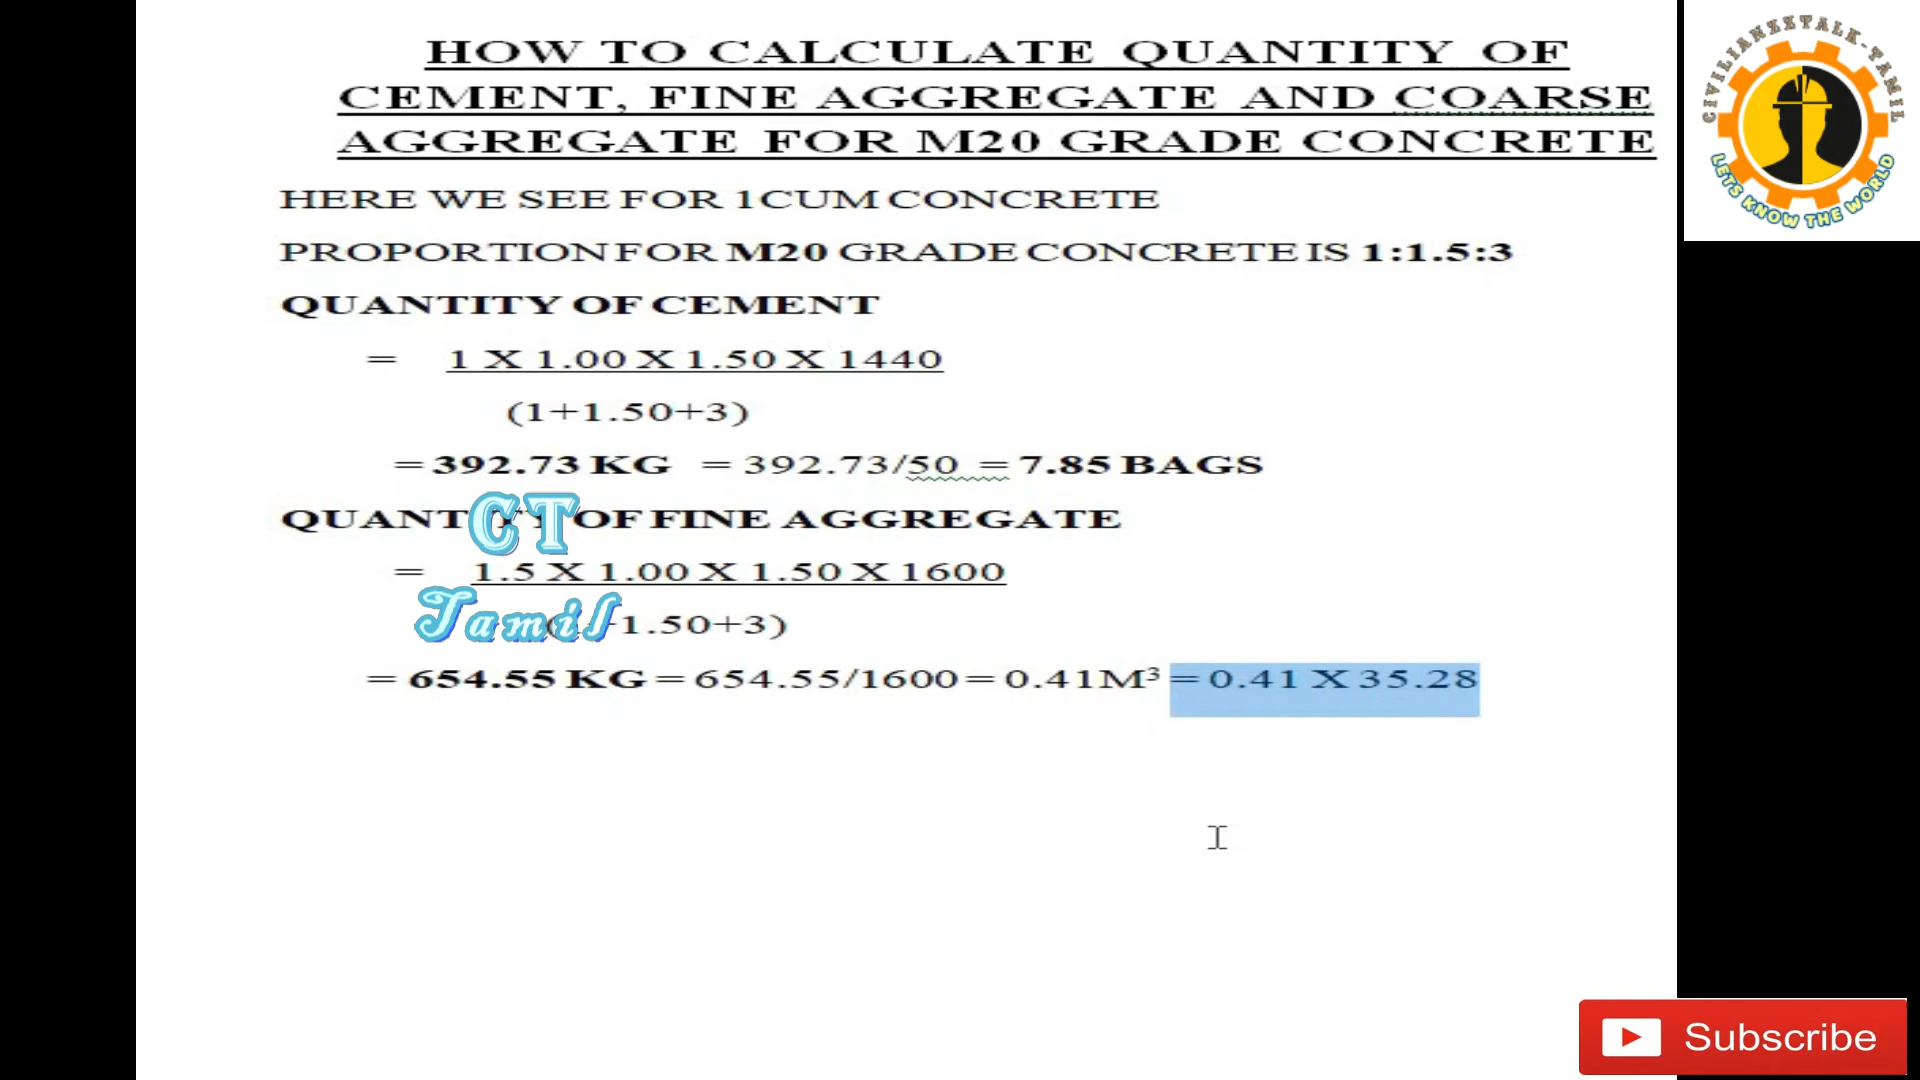 HOW TO CALCULATE QUANTITY OF
CEMENT, FINE AGGREGATE AND COARSE
AGGREGATE FOR M20 GRADE CONCRETE
HERE WE SEE FOR 1CUM CONCRETE
PROPORTION FOR M20 GRADE CONCRETE IS 1:1.5:3
QUANTITY OF CEMENT
= 1 X 1.00 X 1.50 X 1440
(1+1.50+3)
= 392.73 KG = 392.73/50 = 7.85 BAGS
QUANTITY OF FINE AGGREGATE
= 1.5 X 1.00 X 1.50 X 1600
1.50+3)
= 654.55 KG = 654.55/1600 = 0.41M³ = 0.41 X 35.28
CT
Tamil
CIVILIANZZTALK-TAMIL
LETS KNOW THE WORLD
Subscribe